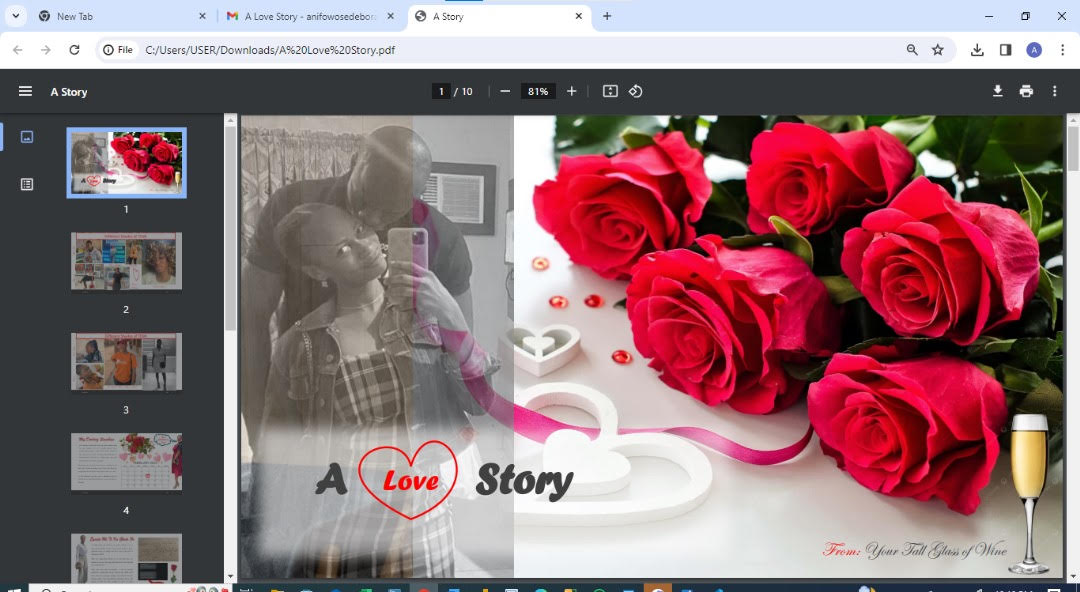 New Tab
A Love Story - anifowosedebora
A Story
File
C:/Users/USER/Downloads/A%20Love%20Story.pdf
A
A Story
1 / 10
81%
1
2
3
4
A Love Story
From: Your Tall Glass of Wine